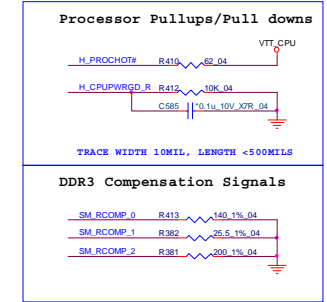 Processor Pullups/Pull downs
VTT_CPU
H_PROCHOT# R410 62_04
H_CPUPWRGD_R R412 10K_04
C585 *0.1u_10V_X7R_04
TRACE WIDTH 10MIL, LENGTH <500MILS
DDR3 Compensation Signals
SM_RCOMP_0 R413 140_1%_04
SM_RCOMP_1 R382 25.5_1%_04
SM_RCOMP_2 R381 200_1%_04